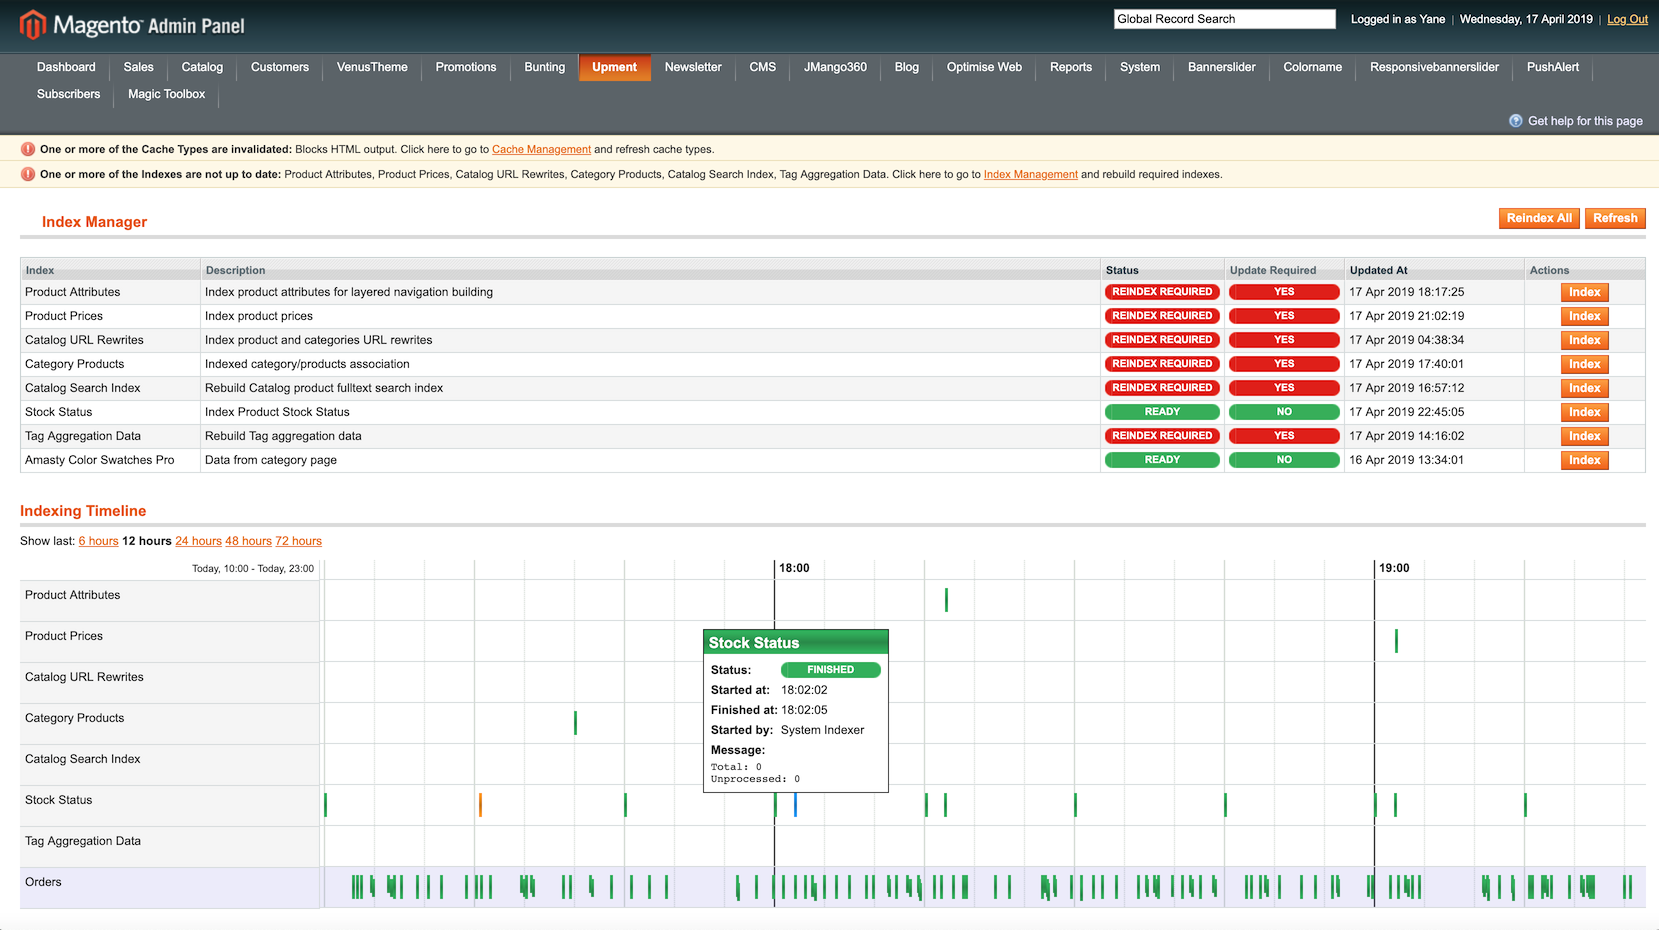 Magento Admin Panel
Global Record Search
Logged in as Yane | Wednesday, 17 April 2019 | Log Out
Dashboard Sales Catalog Customers VenusTheme Promotions Bunting Upment Newsletter CMS JMango360 Blog Optimise Web Reports System Bannerslider Colorname Responsivebannerslider PushAlert
Subscribers Magic Toolbox
Get help for this page
One or more of the Cache Types are invalidated: Blocks HTML output. Click here to go to Cache Management and refresh cache types.
One or more of the Indexes are not up to date: Product Attributes, Product Prices, Catalog URL Rewrites, Category Products, Catalog Search Index, Tag Aggregation Data. Click here to go to Index Management and rebuild required indexes.
Index Manager
Reindex All Refresh
Index Description Status Update Required Updated At Actions
Product Attributes Index product attributes for layered navigation building REINDEX REQUIRED YES 17 Apr 2019 18:17:25 Index
Product Prices Index product prices REINDEX REQUIRED YES 17 Apr 2019 21:02:19 Index
Catalog URL Rewrites Index product and categories URL rewrites REINDEX REQUIRED YES 17 Apr 2019 04:38:34 Index
Category Products Indexed category/products association REINDEX REQUIRED YES 17 Apr 2019 17:40:01 Index
Catalog Search Index Rebuild Catalog product fulltext search index REINDEX REQUIRED YES 17 Apr 2019 16:57:12 Index
Stock Status Index Product Stock Status READY NO 17 Apr 2019 22:45:05 Index
Tag Aggregation Data Rebuild Tag aggregation data REINDEX REQUIRED YES 17 Apr 2019 14:16:02 Index
Amasty Color Swatches Pro Data from category page READY NO 16 Apr 2019 13:34:01 Index
Indexing Timeline
Show last: 6 hours 12 hours 24 hours 48 hours 72 hours
Today, 10:00 - Today, 23:00 18:00 19:00
Product Attributes
Product Prices
Stock Status
Status: FINISHED
Started at: 18:02:02
Finished at: 18:02:05
Started by: System Indexer
Message:
Total: 0
Unprocessed: 0
Catalog URL Rewrites
Category Products
Catalog Search Index
Stock Status
Tag Aggregation Data
Orders